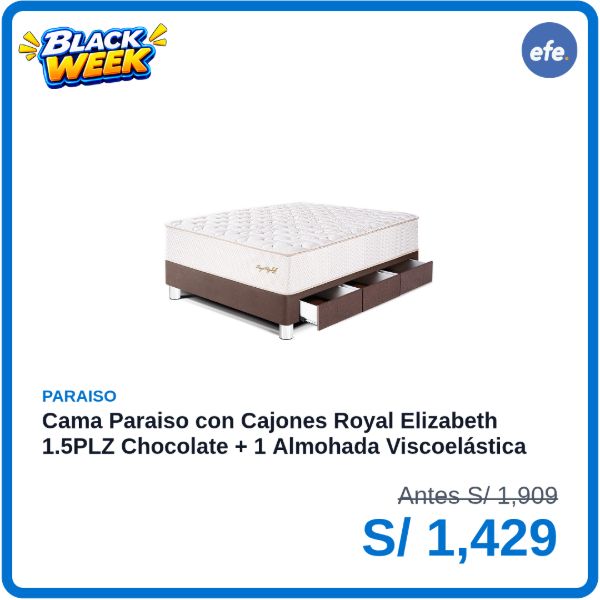 BLACK
WEEK
efe.
PARAISO
Cama Paraiso con Cajones Royal Elizabeth
1.5PLZ Chocolate + 1 Almohada Viscoelástica
Antes S/ 1,909
S/ 1,429